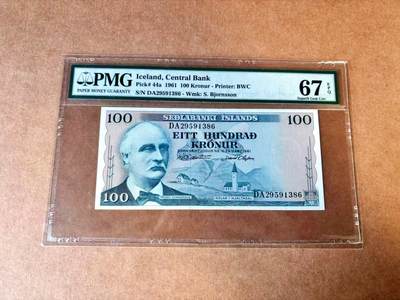 PMG
PAPER MONEY GUARANTY
Iceland, Central Bank
Pick# 44a 1961 100 Kronur - Printer: BWC
S/N DA29591386 - Wmk: S. Bjornsson
67 EPQ
Superb Gem Unc
100
SEÐLABANKI ÍSLANDS
100
DA29591386
EITT HUNDRAÐ
KRÓNUR
DA29591386
100